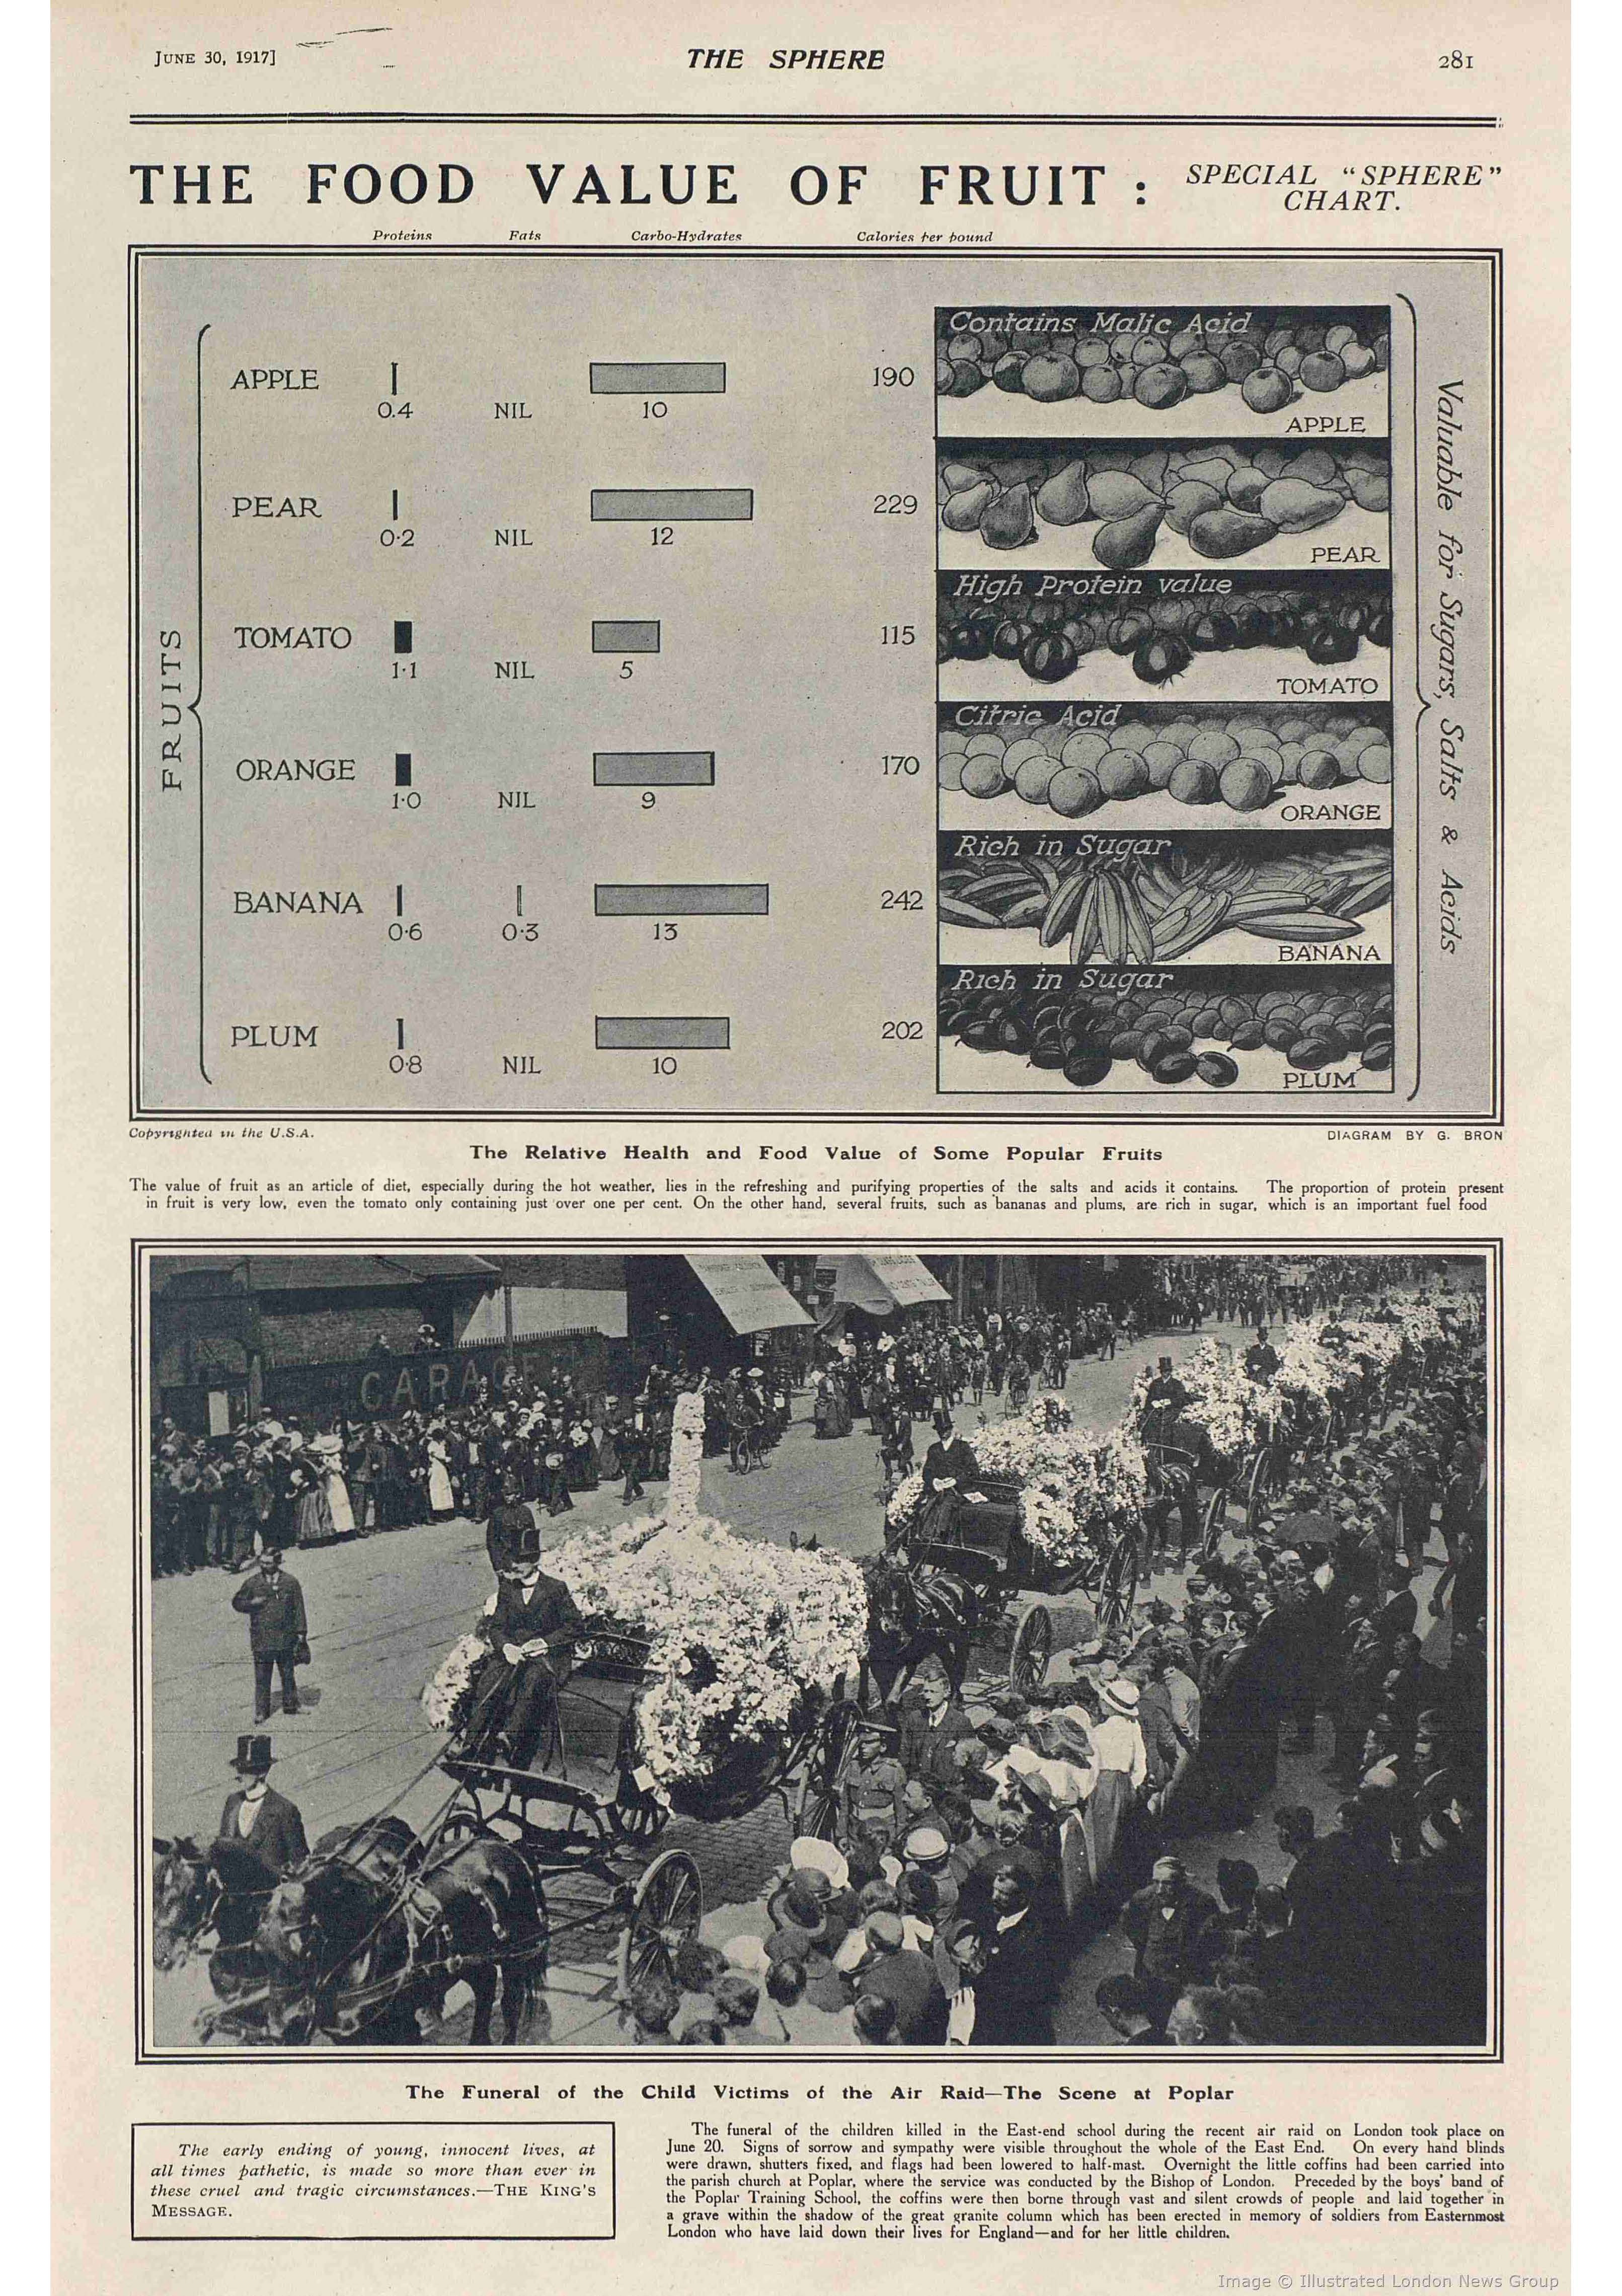 JUNE 30, 1917]
THE SPHERE
281
THE FOOD VALUE OF FRUIT :
SPECIAL "SPHERE"
CHART.
Proteins Fats Carbo-Hydrates Calories per pound
FRUITS
APPLE 190
0.4 NIL 10
PEAR 229
0·2 NIL 12
TOMATO 115
1·1 NIL 5
ORANGE 170
1·0 NIL 9
BANANA 242
0·6 0·3 13
PLUM 202
0·8 NIL 10
Contains Malic Acid
APPLE
PEAR
High Protein value
TOMATO
Citric Acid
ORANGE
Rich in Sugar
BANANA
Rich in Sugar
PLUM
Valuable for Sugars, Salts & Acids
Copyrighted in the U.S.A.
DIAGRAM BY G. BRON
The Relative Health and Food Value of Some Popular Fruits
The value of fruit as an article of diet, especially during the hot weather, lies in the refreshing and purifying properties of the salts and acids it contains. The proportion of protein present
in fruit is very low, even the tomato only containing just over one per cent. On the other hand, several fruits, such as bananas and plums, are rich in sugar, which is an important fuel food
GARAGE
The Funeral of the Child Victims of the Air Raid—The Scene at Poplar
The early ending of young, innocent lives, at
all times pathetic, is made so more than ever in
these cruel and tragic circumstances.—THE KING'S
MESSAGE.
The funeral of the children killed in the East-end school during the recent air raid on London took place on
June 20. Signs of sorrow and sympathy were visible throughout the whole of the East End. On every hand blinds
were drawn, shutters fixed, and flags had been lowered to half-mast. Overnight the little coffins had been carried into
the parish church at Poplar, where the service was conducted by the Bishop of London. Preceded by the boys' band of
the Poplar Training School, the coffins were then borne through vast and silent crowds of people and laid together in
a grave within the shadow of the great granite column which has been erected in memory of soldiers from Easternmost
London who have laid down their lives for England—and for her little children.
Image © Illustrated London News Group